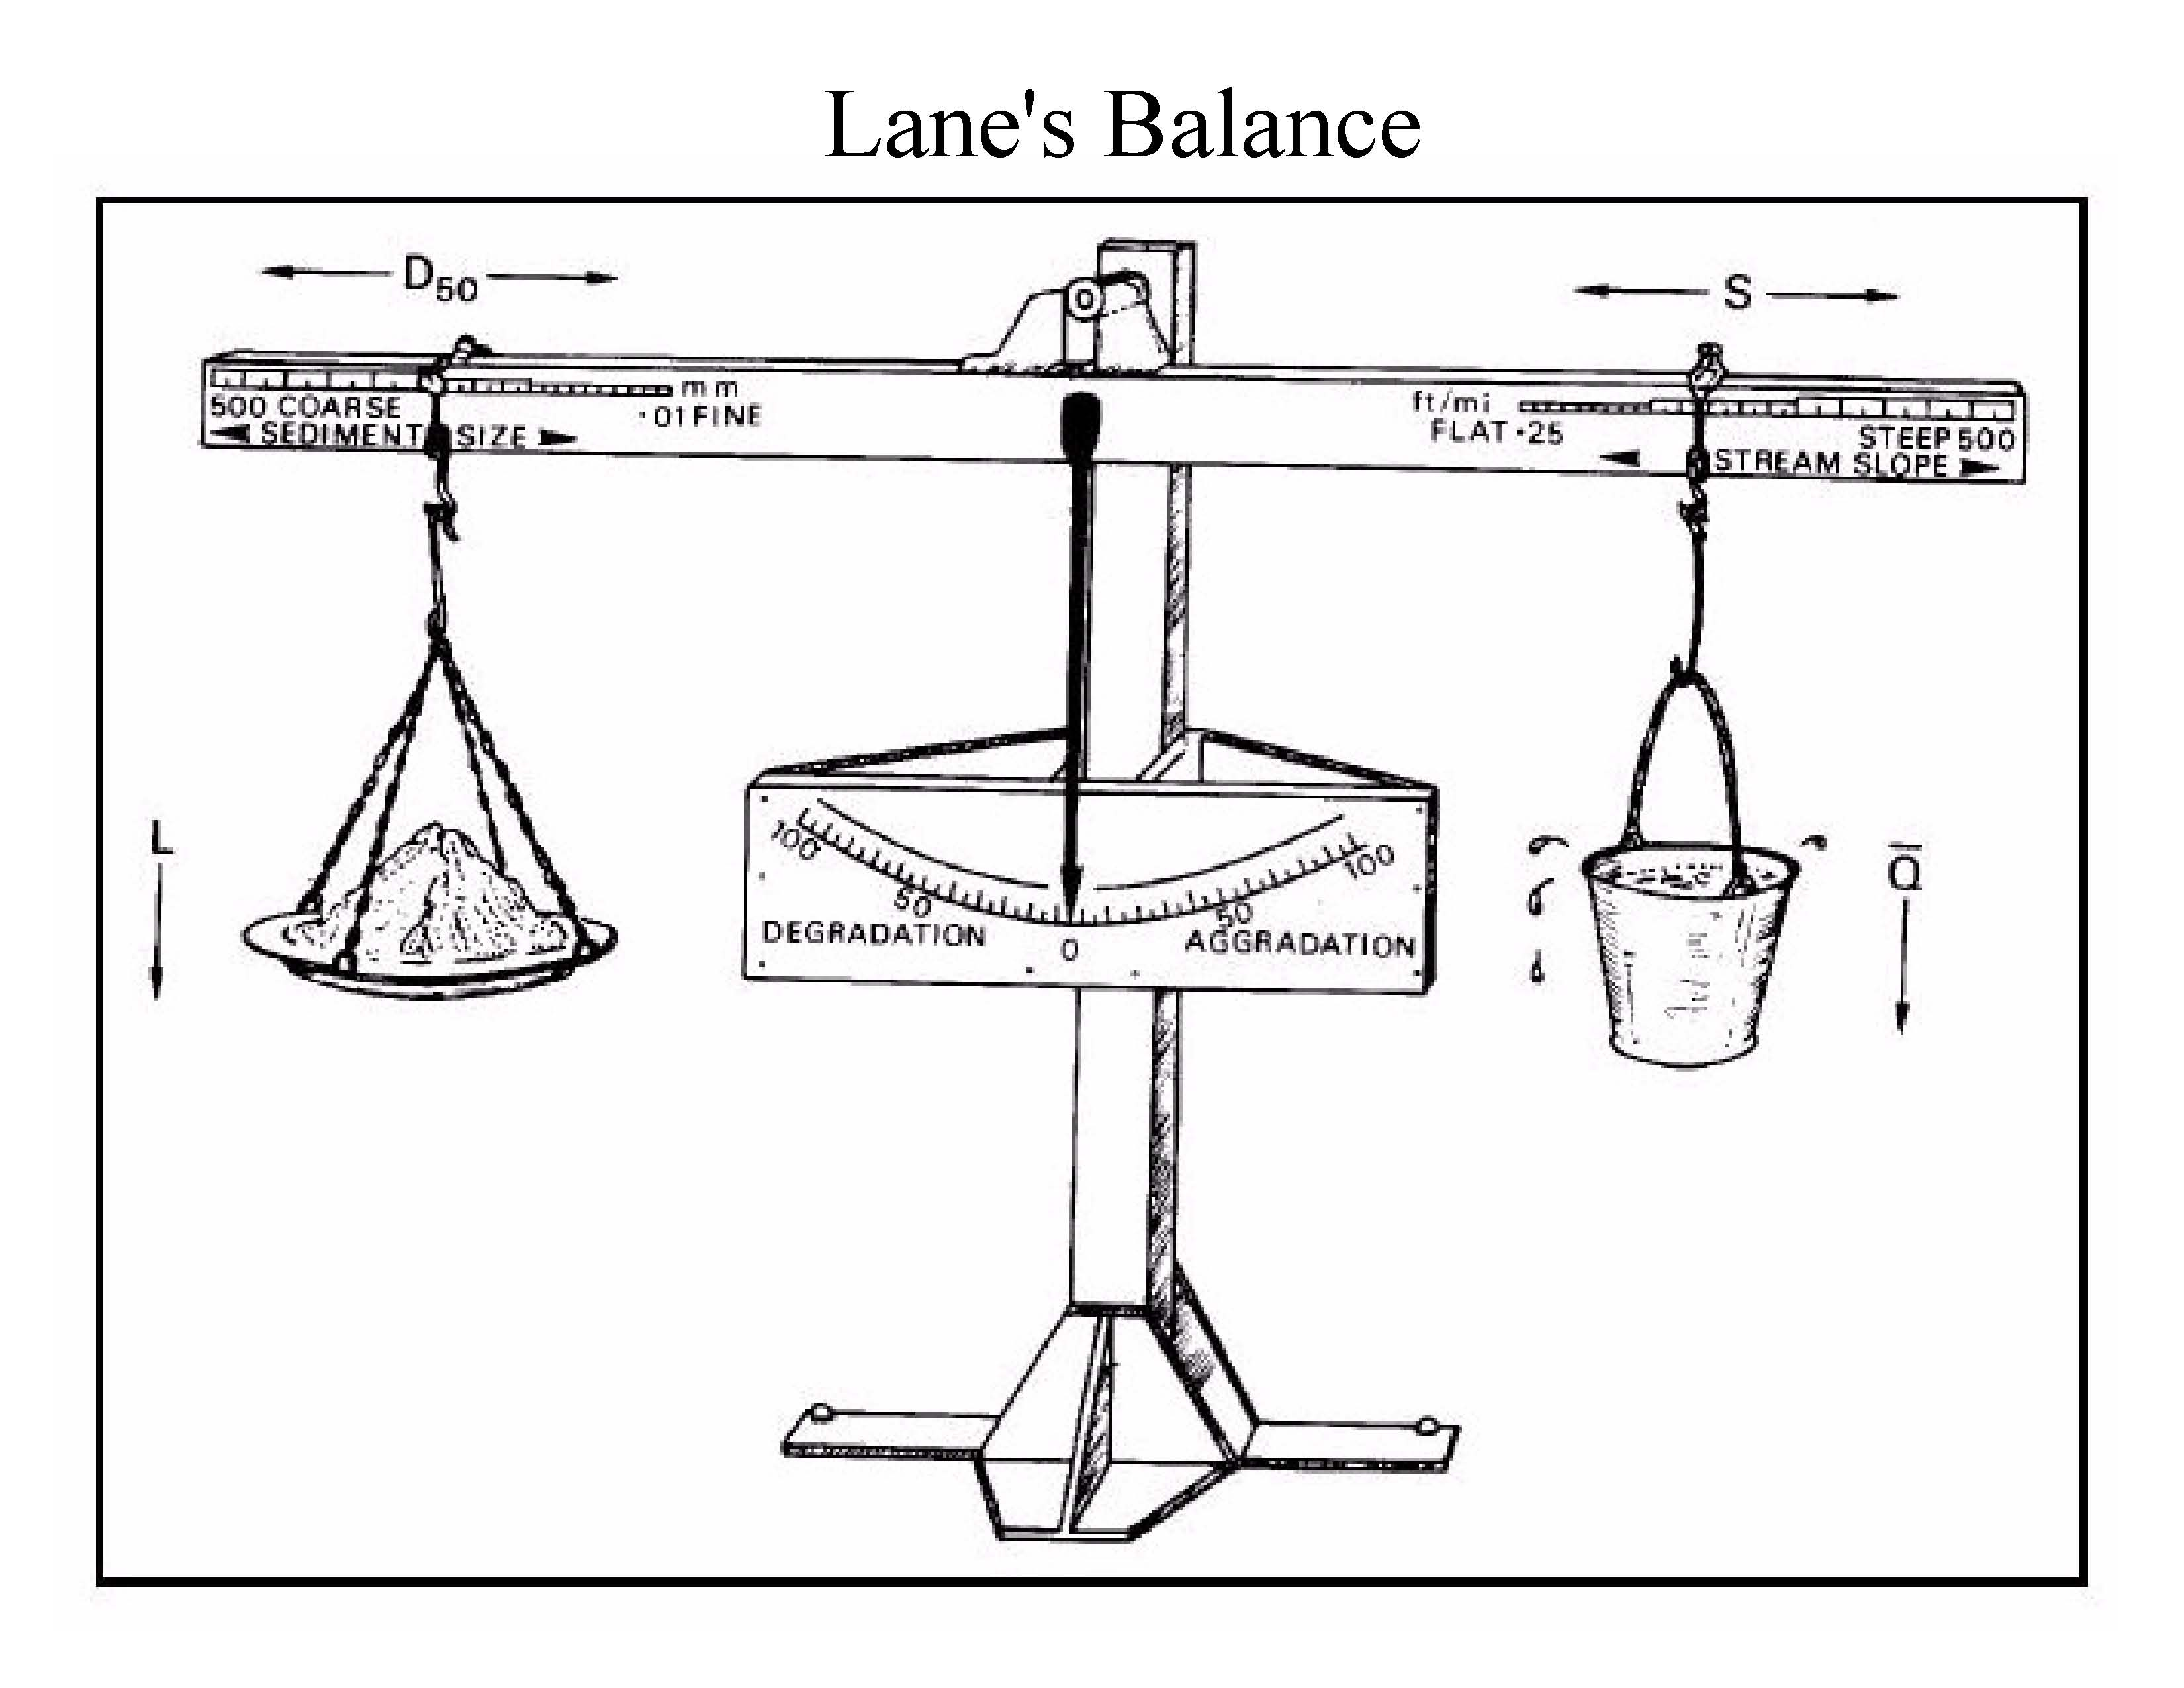 Lane's Balance
D50
S
mm
500 COARSE
.01 FINE
SEDIMENT SIZE
ft/mi
FLAT .25
STEEP 500
STREAM SLOPE
L
Q̅
100
50
0
50
100
DEGRADATION
AGGRADATION